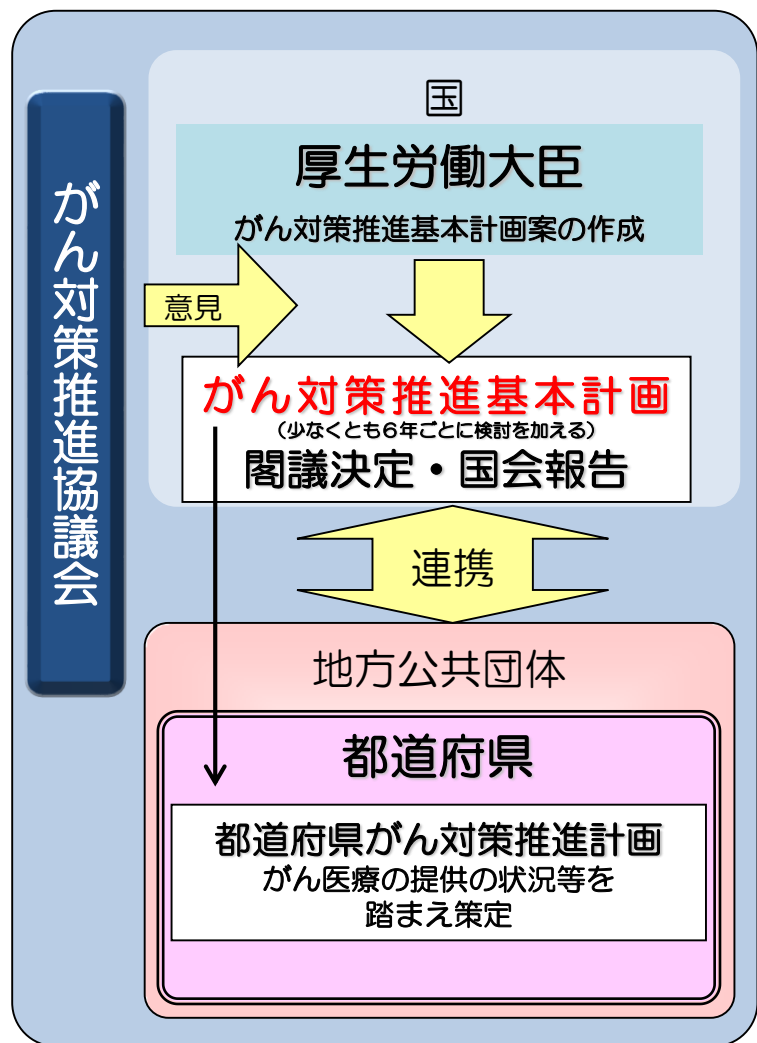 がん対策推進協議会
国
厚生労働大臣
がん対策推進基本計画案の作成
意見
がん対策推進基本計画
（少なくとも６年ごとに検討を加える）
閣議決定・国会報告
連携
地方公共団体
都道府県
都道府県がん対策推進計画
がん医療の提供の状況等を
踏まえ策定